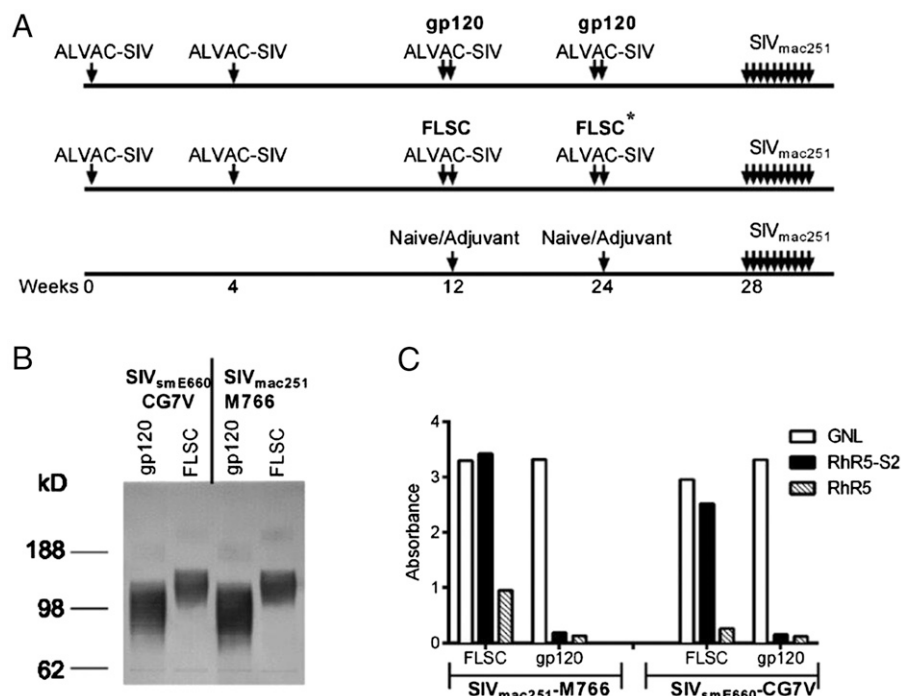 A
gp120 gp120
ALVAC-SIV ALVAC-SIV ALVAC-SIV ALVAC-SIV SIVmac251
FLSC FLSC*
ALVAC-SIV ALVAC-SIV ALVAC-SIV ALVAC-SIV SIVmac251
Naive/Adjuvant Naive/Adjuvant SIVmac251
Weeks 0 4 12 24 28
B
SIVsmE660 SIVmac251
CG7V M766
gp120 FLSC gp120 FLSC
kD
188
98
62
C
GNL
RhR5-S2
RhR5
Absorbance
4
3
2
1
0
FLSC gp120 FLSC gp120
SIVmac251-M766 SIVsmE660-CG7V